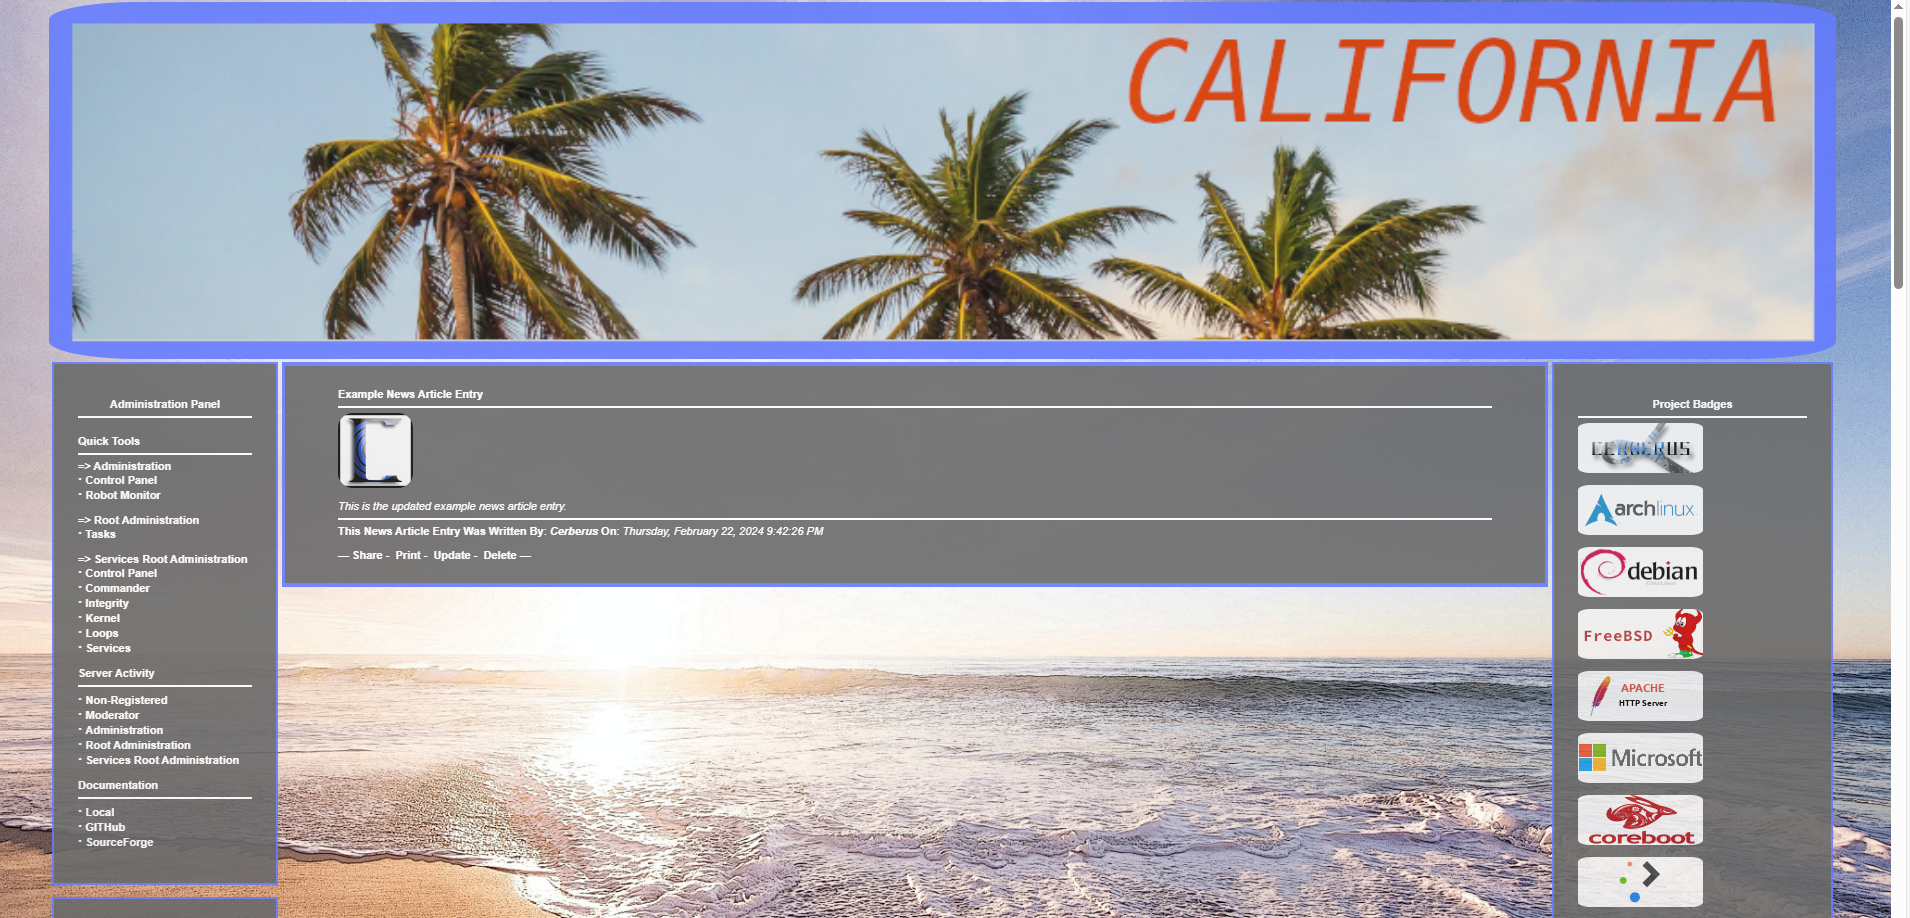 CALIFORNIA
Administration Panel
Quick Tools
=> Administration
· Control Panel
· Robot Monitor
=> Root Administration
· Tasks
=> Services Root Administration
· Control Panel
· Commander
· Integrity
· Kernel
· Loops
· Services
Server Activity
· Non-Registered
· Moderator
· Administration
· Root Administration
· Services Root Administration
Documentation
· Local
· GITHub
· SourceForge
Example News Article Entry
This is the updated example news article entry.
This News Article Entry Was Written By: Cerberus On: Thursday, February 22, 2024 9:42:26 PM
— Share - Print - Update - Delete —
Project Badges
CERBERUS
archlinux
debian
FreeBSD
APACHE
HTTP Server
Microsoft
coreboot